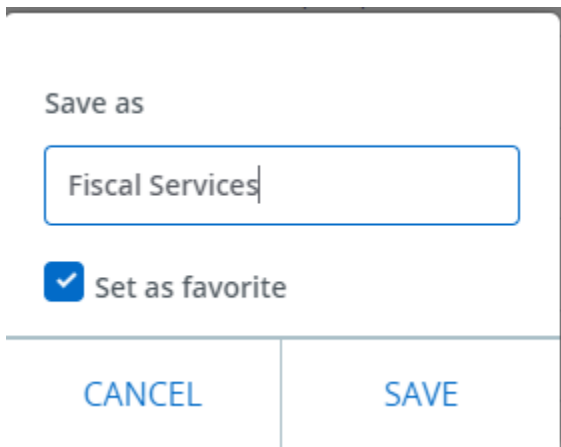 Save as
Fiscal Services
Set as favorite
CANCEL SAVE